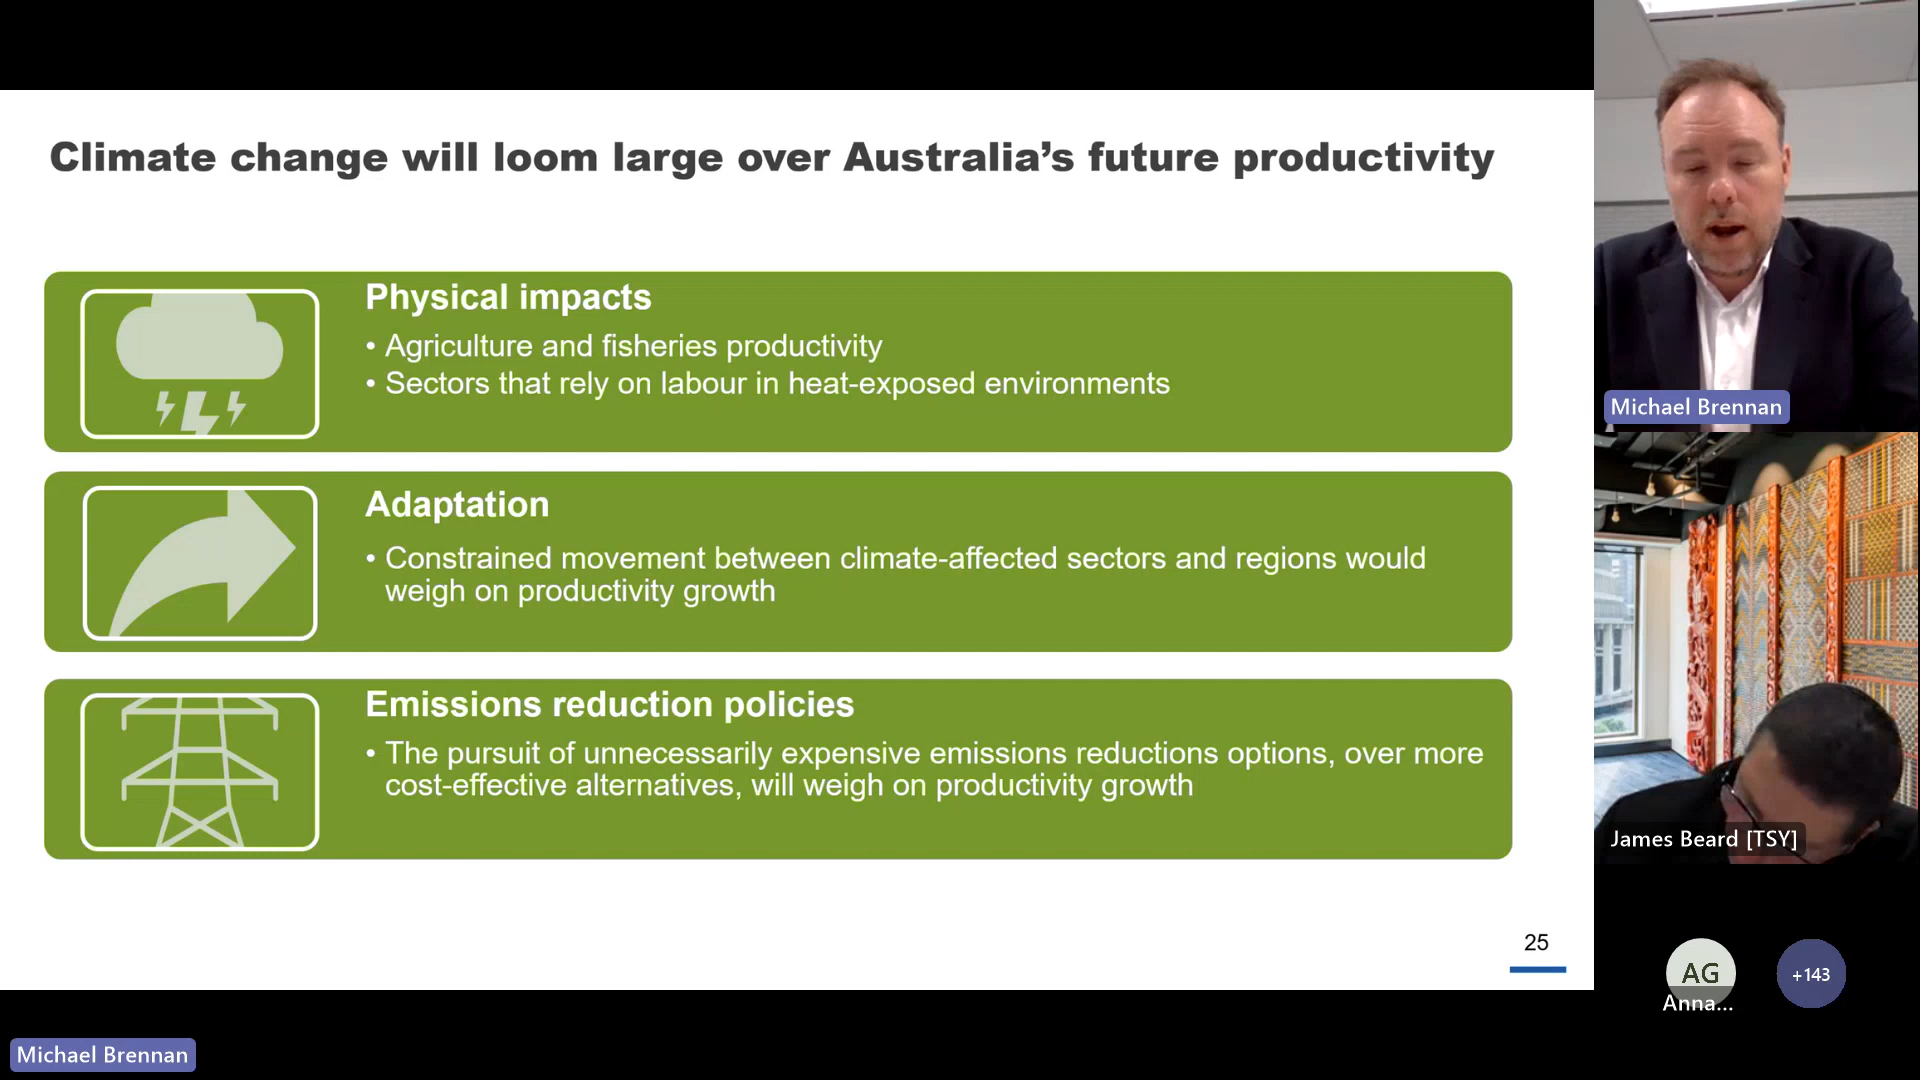 Climate change will loom large over Australia’s future productivity
Physical impacts
• Agriculture and fisheries productivity
• Sectors that rely on labour in heat-exposed environments
Adaptation
• Constrained movement between climate-affected sectors and regions would
weigh on productivity growth
Emissions reduction policies
• The pursuit of unnecessarily expensive emissions reductions options, over more
cost-effective alternatives, will weigh on productivity growth
25
Michael Brennan
James Beard [TSY]
AG
Anna...
+143
Michael Brennan